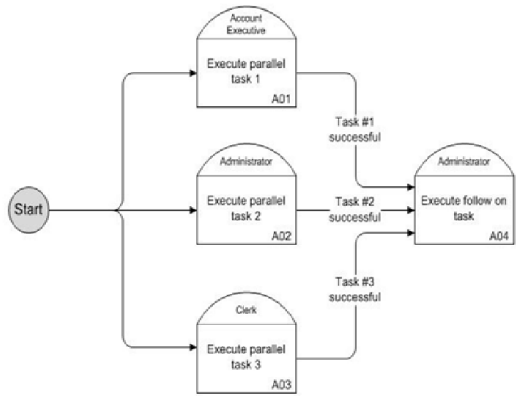 Account
Executive
Execute parallel
task 1
A01
Task #1
successful
Administrator
Execute parallel
task 2
A02
Start
Task #2
successful
Administrator
Execute follow on
task
A04
Task #3
successful
Clerk
Execute parallel
task 3
A03